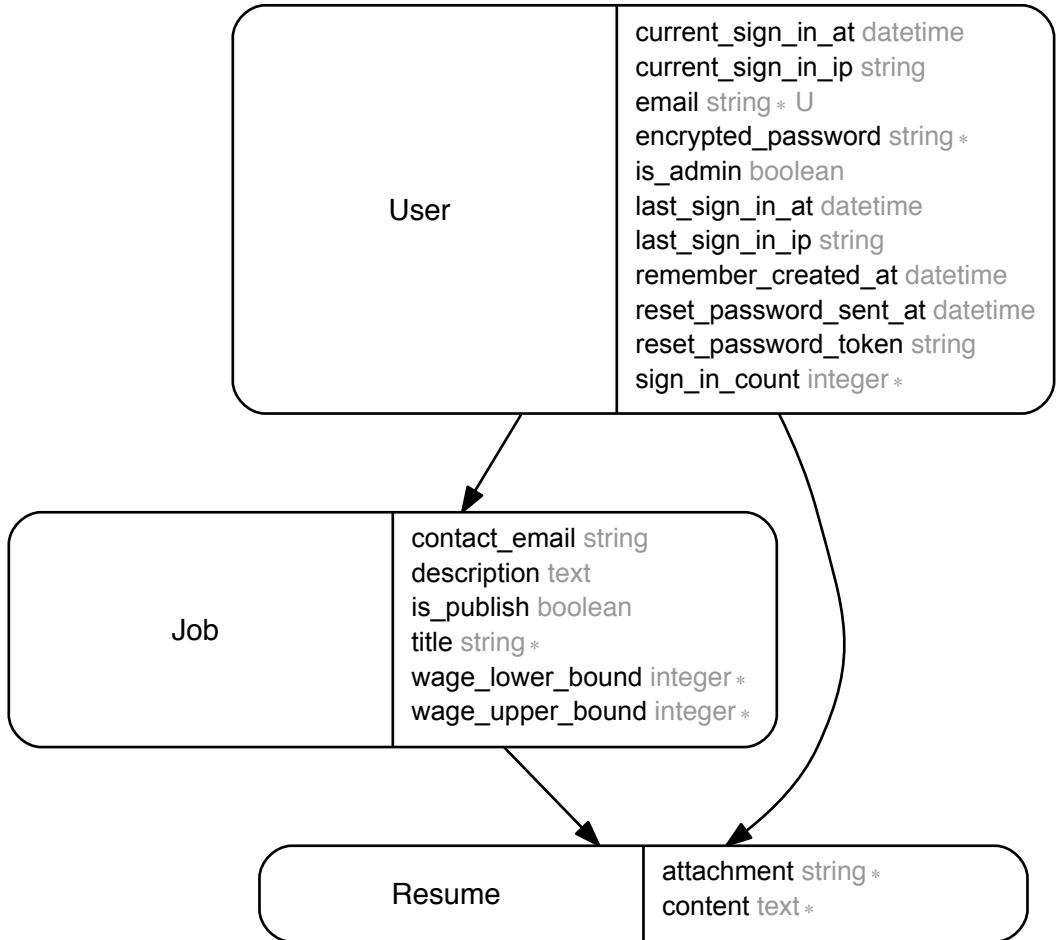 User
current_sign_in_at datetime
current_sign_in_ip string
email string ∗ U
encrypted_password string ∗
is_admin boolean
last_sign_in_at datetime
last_sign_in_ip string
remember_created_at datetime
reset_password_sent_at datetime
reset_password_token string
sign_in_count integer ∗
Job
contact_email string
description text
is_publish boolean
title string ∗
wage_lower_bound integer ∗
wage_upper_bound integer ∗
Resume
attachment string ∗
content text ∗